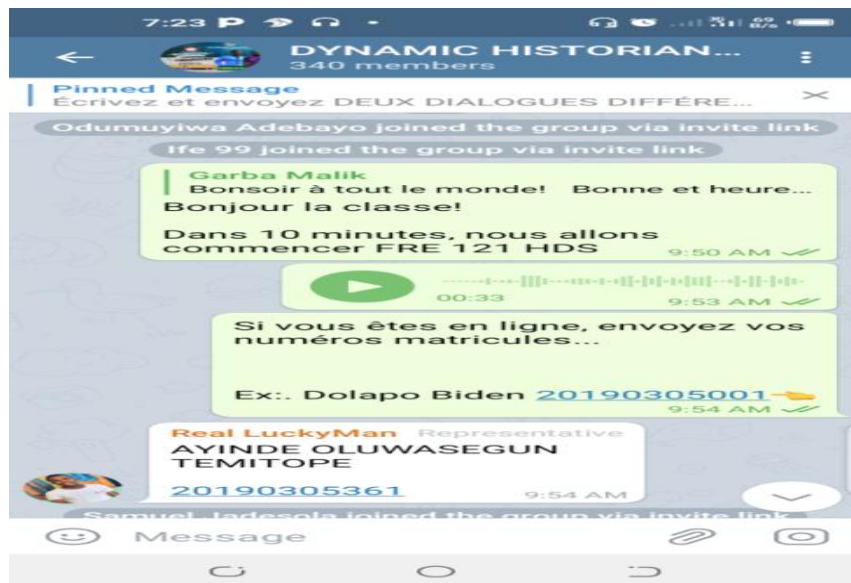 7:23
69%
DYNAMIC HISTORIAN...
340 members
Pinned Message
Écrivez et envoyez DEUX DIALOGUES DIFFÉRE...
Odumuyiwa Adebayo joined the group via invite link
Ife 99 joined the group via invite link
Garba Malik
Bonsoir à tout le monde! Bonne et heure...
Bonjour la classe!
Dans 10 minutes, nous allons
commencer FRE 121 HDS 9:50 AM
00:33 9:53 AM
Si vous êtes en ligne, envoyez vos
numéros matricules...
Ex:. Dolapo Biden 20190305001
9:54 AM
Real LuckyMan Representative
AYINDE OLUWASEGUN
TEMITOPE
20190305361 9:54 AM
Samuel Jadesola joined the group via invite link
Message